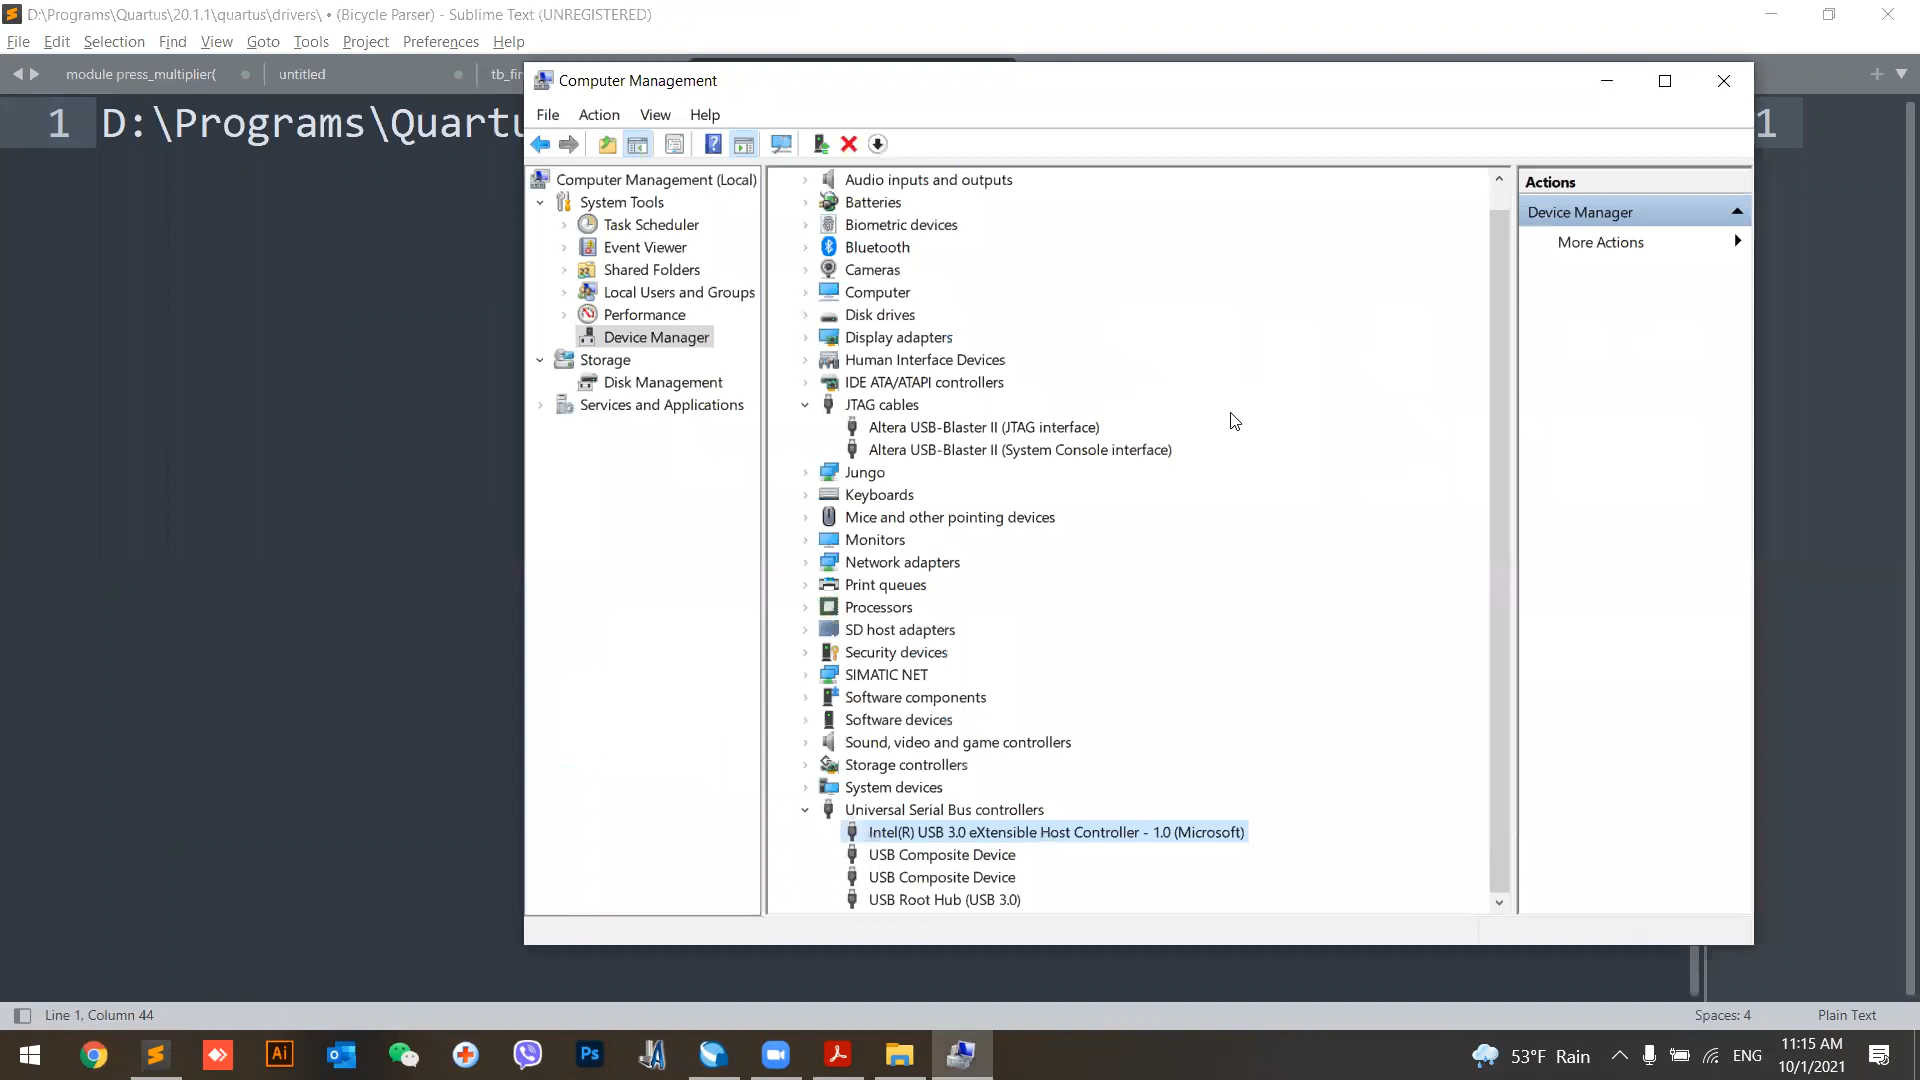 D:\Programs\Quartus\20.1.1\quartus\drivers\ • (Bicycle Parser) - Sublime Text (UNREGISTERED)
File Edit Selection Find View Goto Tools Project Preferences Help
module press_multiplier(
untitled
1 D:\Programs\Quartu
1
Computer Management
File Action View Help
Computer Management (Local)
System Tools
Task Scheduler
Event Viewer
Shared Folders
Local Users and Groups
Performance
Device Manager
Storage
Disk Management
Services and Applications
Audio inputs and outputs
Batteries
Biometric devices
Bluetooth
Cameras
Computer
Disk drives
Display adapters
Human Interface Devices
IDE ATA/ATAPI controllers
JTAG cables
Altera USB-Blaster II (JTAG interface)
Altera USB-Blaster II (System Console interface)
Jungo
Keyboards
Mice and other pointing devices
Monitors
Network adapters
Print queues
Processors
SD host adapters
Security devices
SIMATIC NET
Software components
Software devices
Sound, video and game controllers
Storage controllers
System devices
Universal Serial Bus controllers
Intel(R) USB 3.0 eXtensible Host Controller - 1.0 (Microsoft)
USB Composite Device
USB Composite Device
USB Root Hub (USB 3.0)
Actions
Device Manager
More Actions
Line 1, Column 44
Spaces: 4
Plain Text
Ai
Ps
53°F Rain
ENG
11:15 AM
10/1/2021